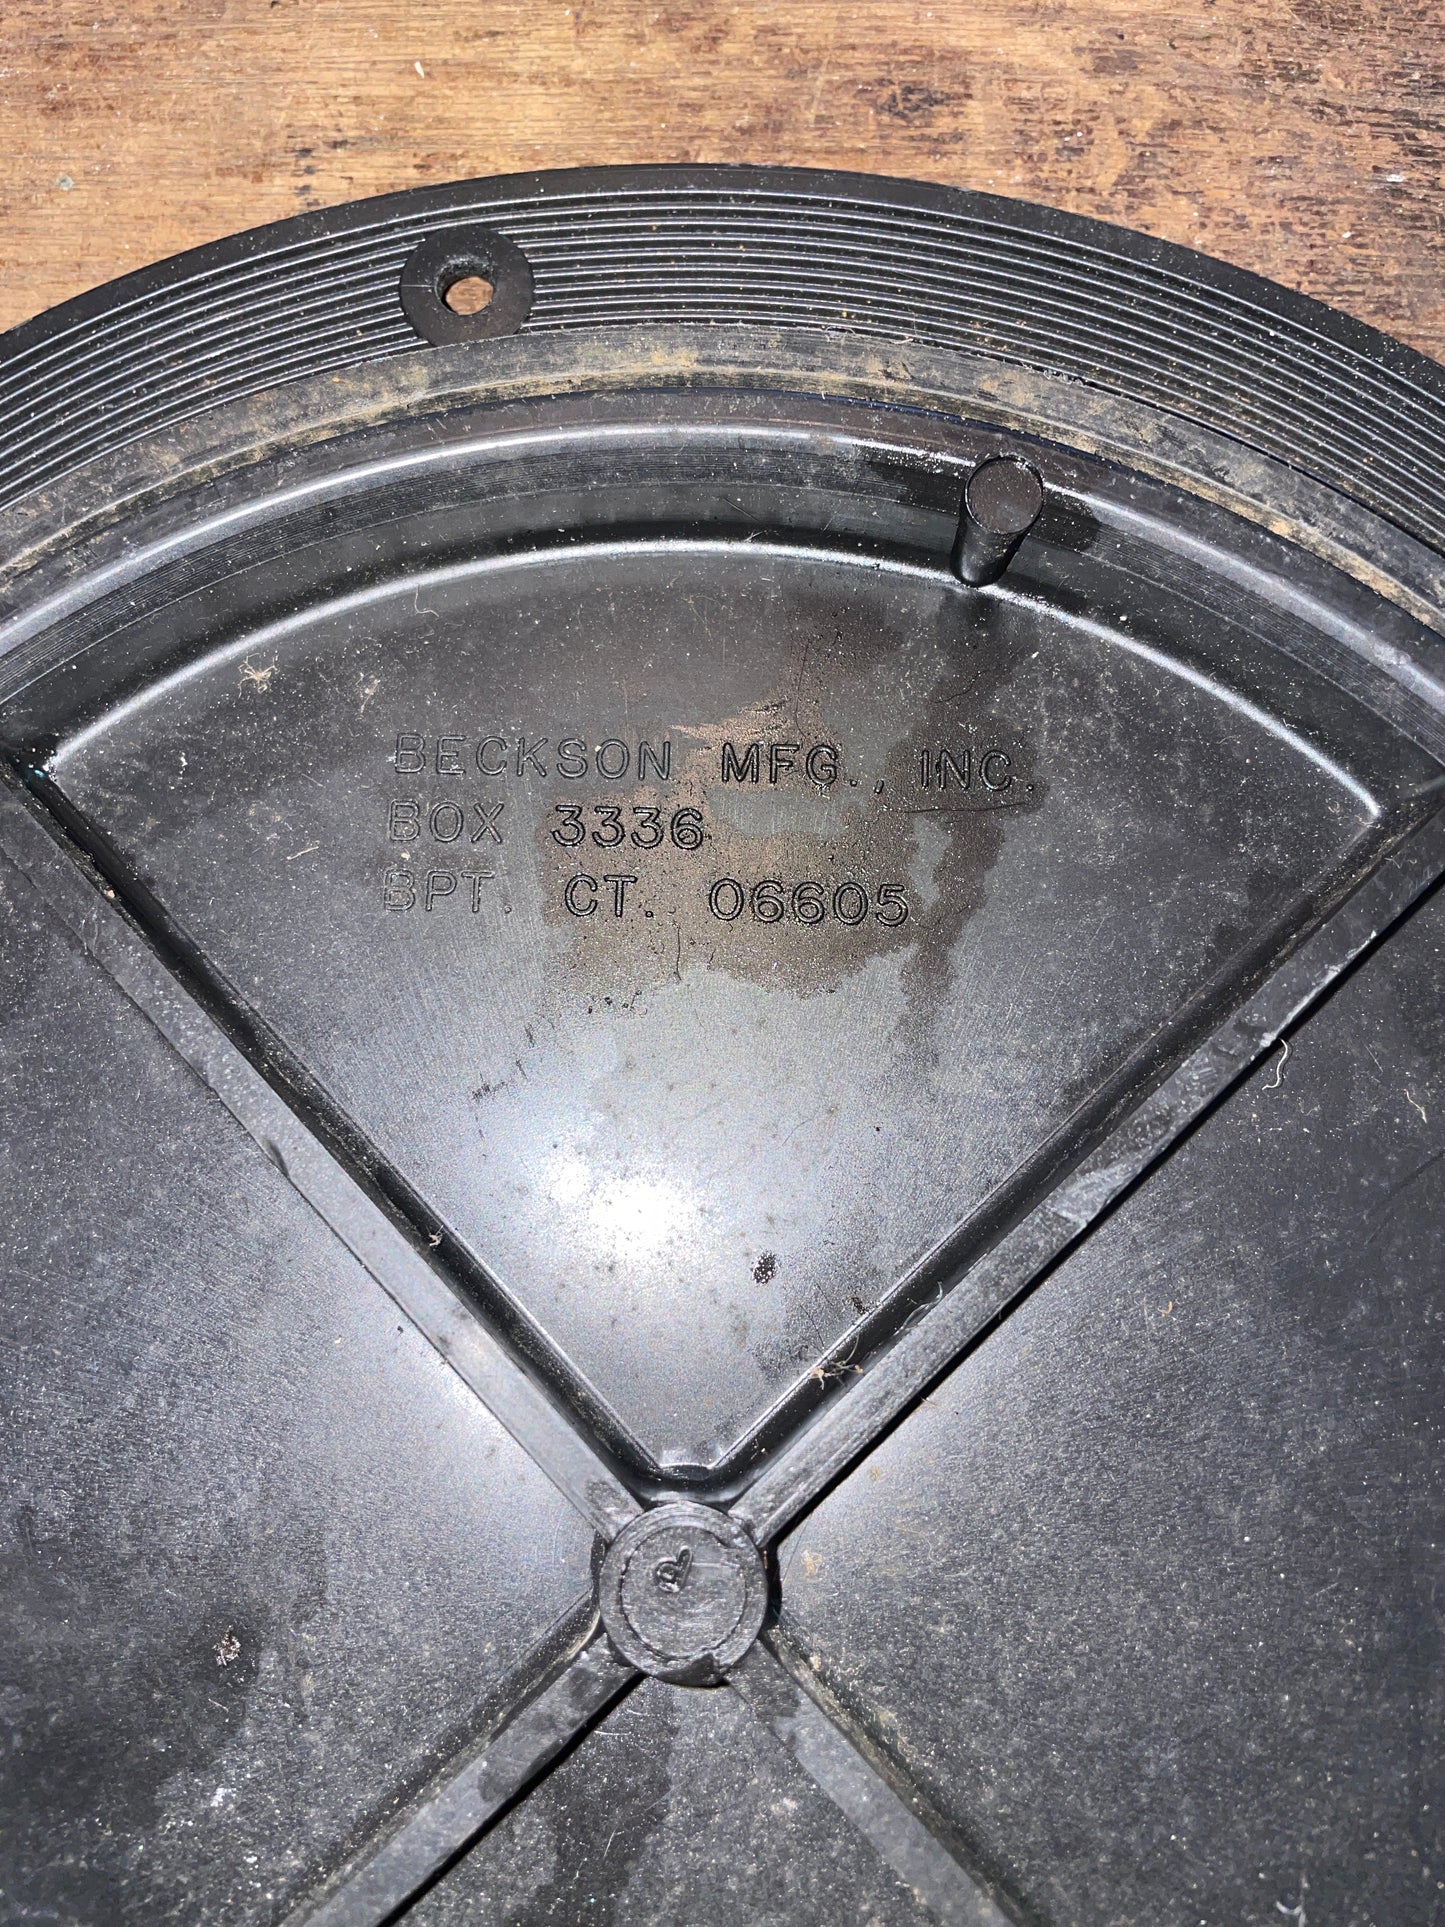 BECKSON MFG., INC.
BOX 3336
BPT. CT. 06605